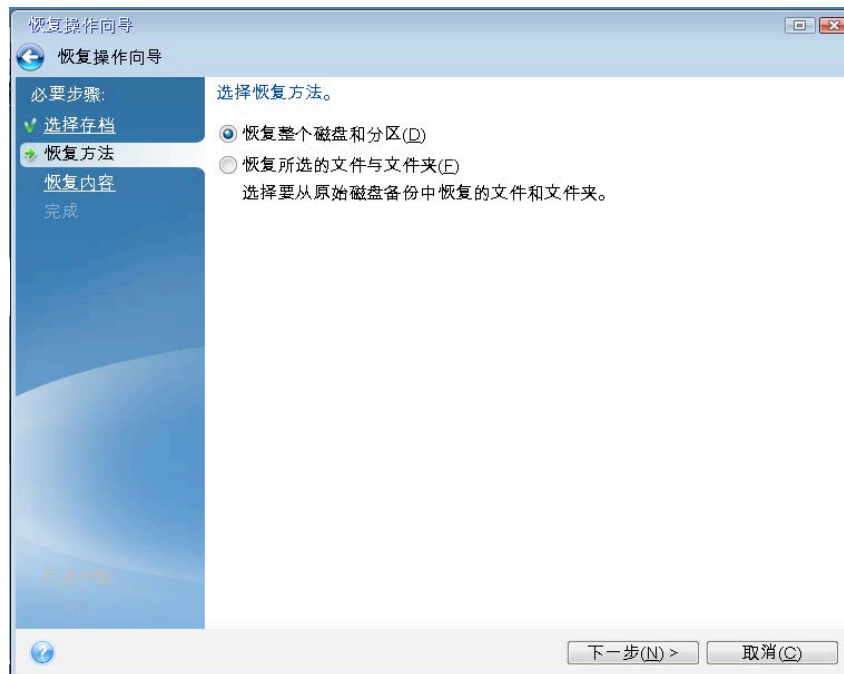 恢复操作向导
恢复操作向导
必要步骤:
选择存档
恢复方法
恢复内容
完成
选择恢复方法。
恢复整个磁盘和分区(D)
恢复所选的文件与文件夹(F)
选择要从原始磁盘备份中恢复的文件和文件夹。
下一步(N) >
取消(C)